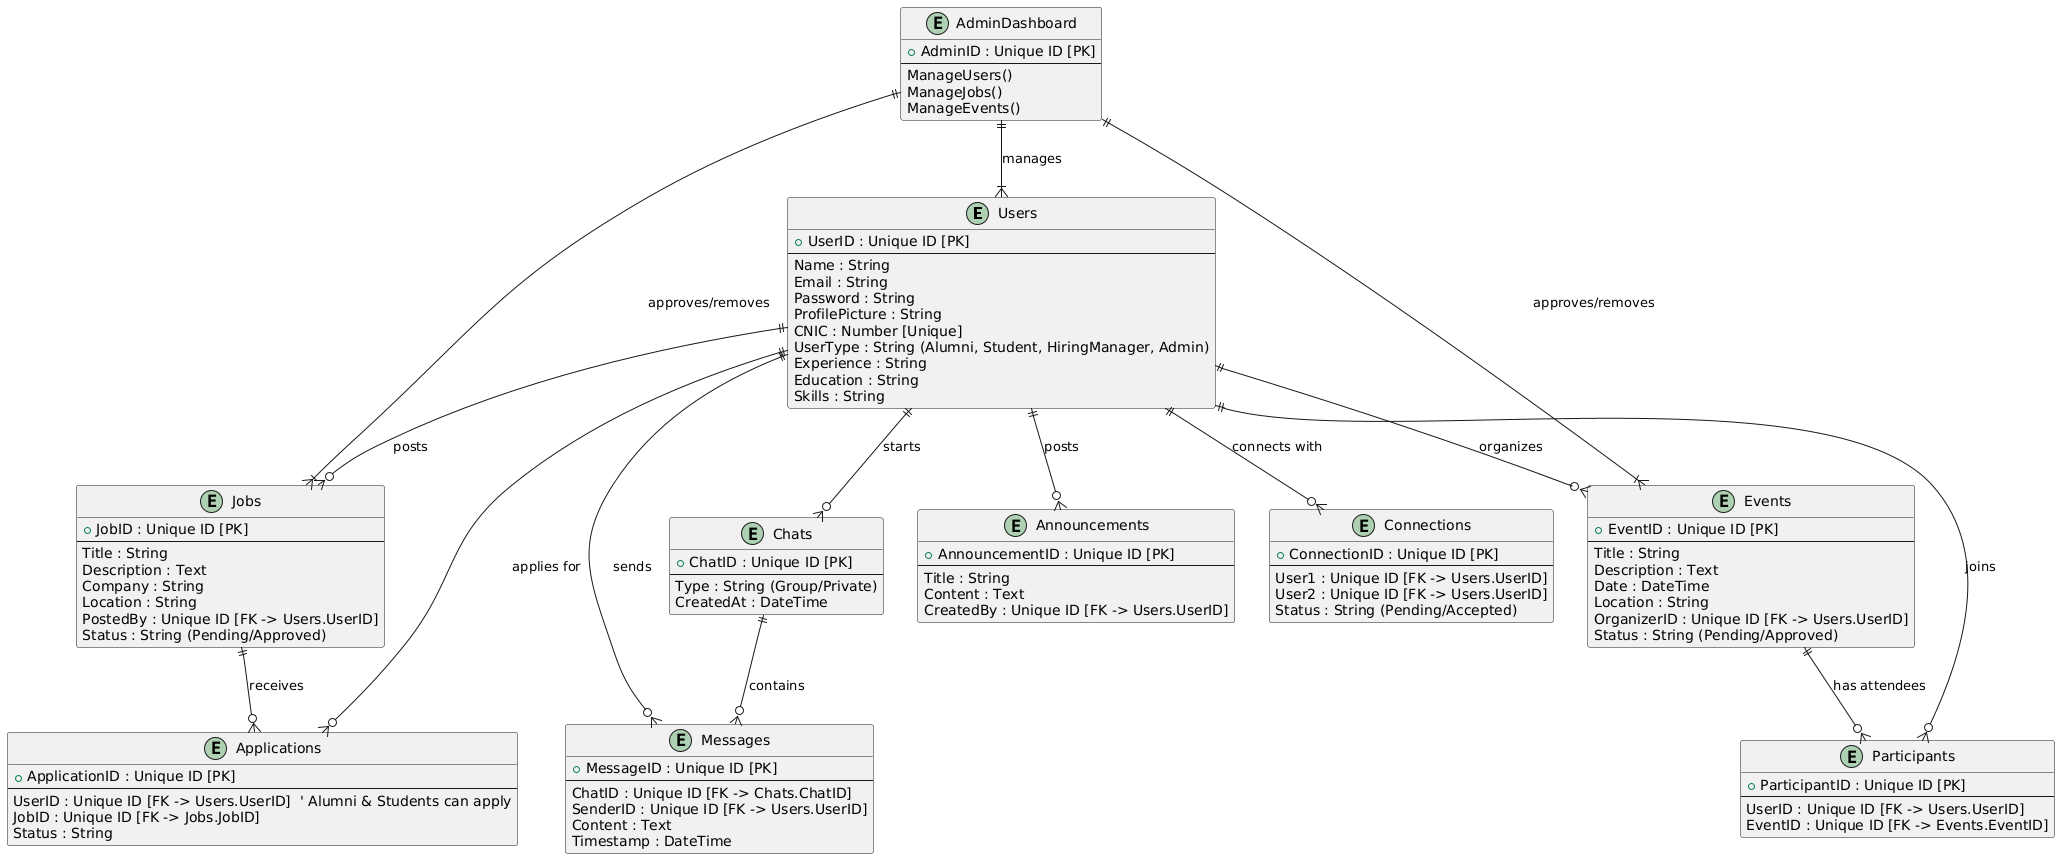 E AdminDashboard
AdminID : Unique ID [PK]
ManageUsers()
ManageJobs()
ManageEvents()
manages
E Users
UserID : Unique ID [PK]
Name : String
Email : String
Password : String
ProfilePicture : String
CNIC : Number [Unique]
UserType : String (Alumni, Student, HiringManager, Admin)
Experience : String
Education : String
Skills : String
approves/removes
approves/removes
posts
starts
posts
connects with
organizes
E Jobs
JobID : Unique ID [PK]
Title : String
Description : Text
Company : String
Location : String
PostedBy : Unique ID [FK -> Users.UserID]
Status : String (Pending/Approved)
applies for
sends
E Chats
ChatID : Unique ID [PK]
Type : String (Group/Private)
CreatedAt : DateTime
E Announcements
AnnouncementID : Unique ID [PK]
Title : String
Content : Text
CreatedBy : Unique ID [FK -> Users.UserID]
E Connections
ConnectionID : Unique ID [PK]
User1 : Unique ID [FK -> Users.UserID]
User2 : Unique ID [FK -> Users.UserID]
Status : String (Pending/Accepted)
E Events
EventID : Unique ID [PK]
Title : String
Description : Text
Date : DateTime
Location : String
OrganizerID : Unique ID [FK -> Users.UserID]
Status : String (Pending/Approved)
joins
receives
contains
has attendees
E Applications
ApplicationID : Unique ID [PK]
UserID : Unique ID [FK -> Users.UserID]  ' Alumni & Students can apply
JobID : Unique ID [FK -> Jobs.JobID]
Status : String
E Messages
MessageID : Unique ID [PK]
ChatID : Unique ID [FK -> Chats.ChatID]
SenderID : Unique ID [FK -> Users.UserID]
Content : Text
Timestamp : DateTime
E Participants
ParticipantID : Unique ID [PK]
UserID : Unique ID [FK -> Users.UserID]
EventID : Unique ID [FK -> Events.EventID]